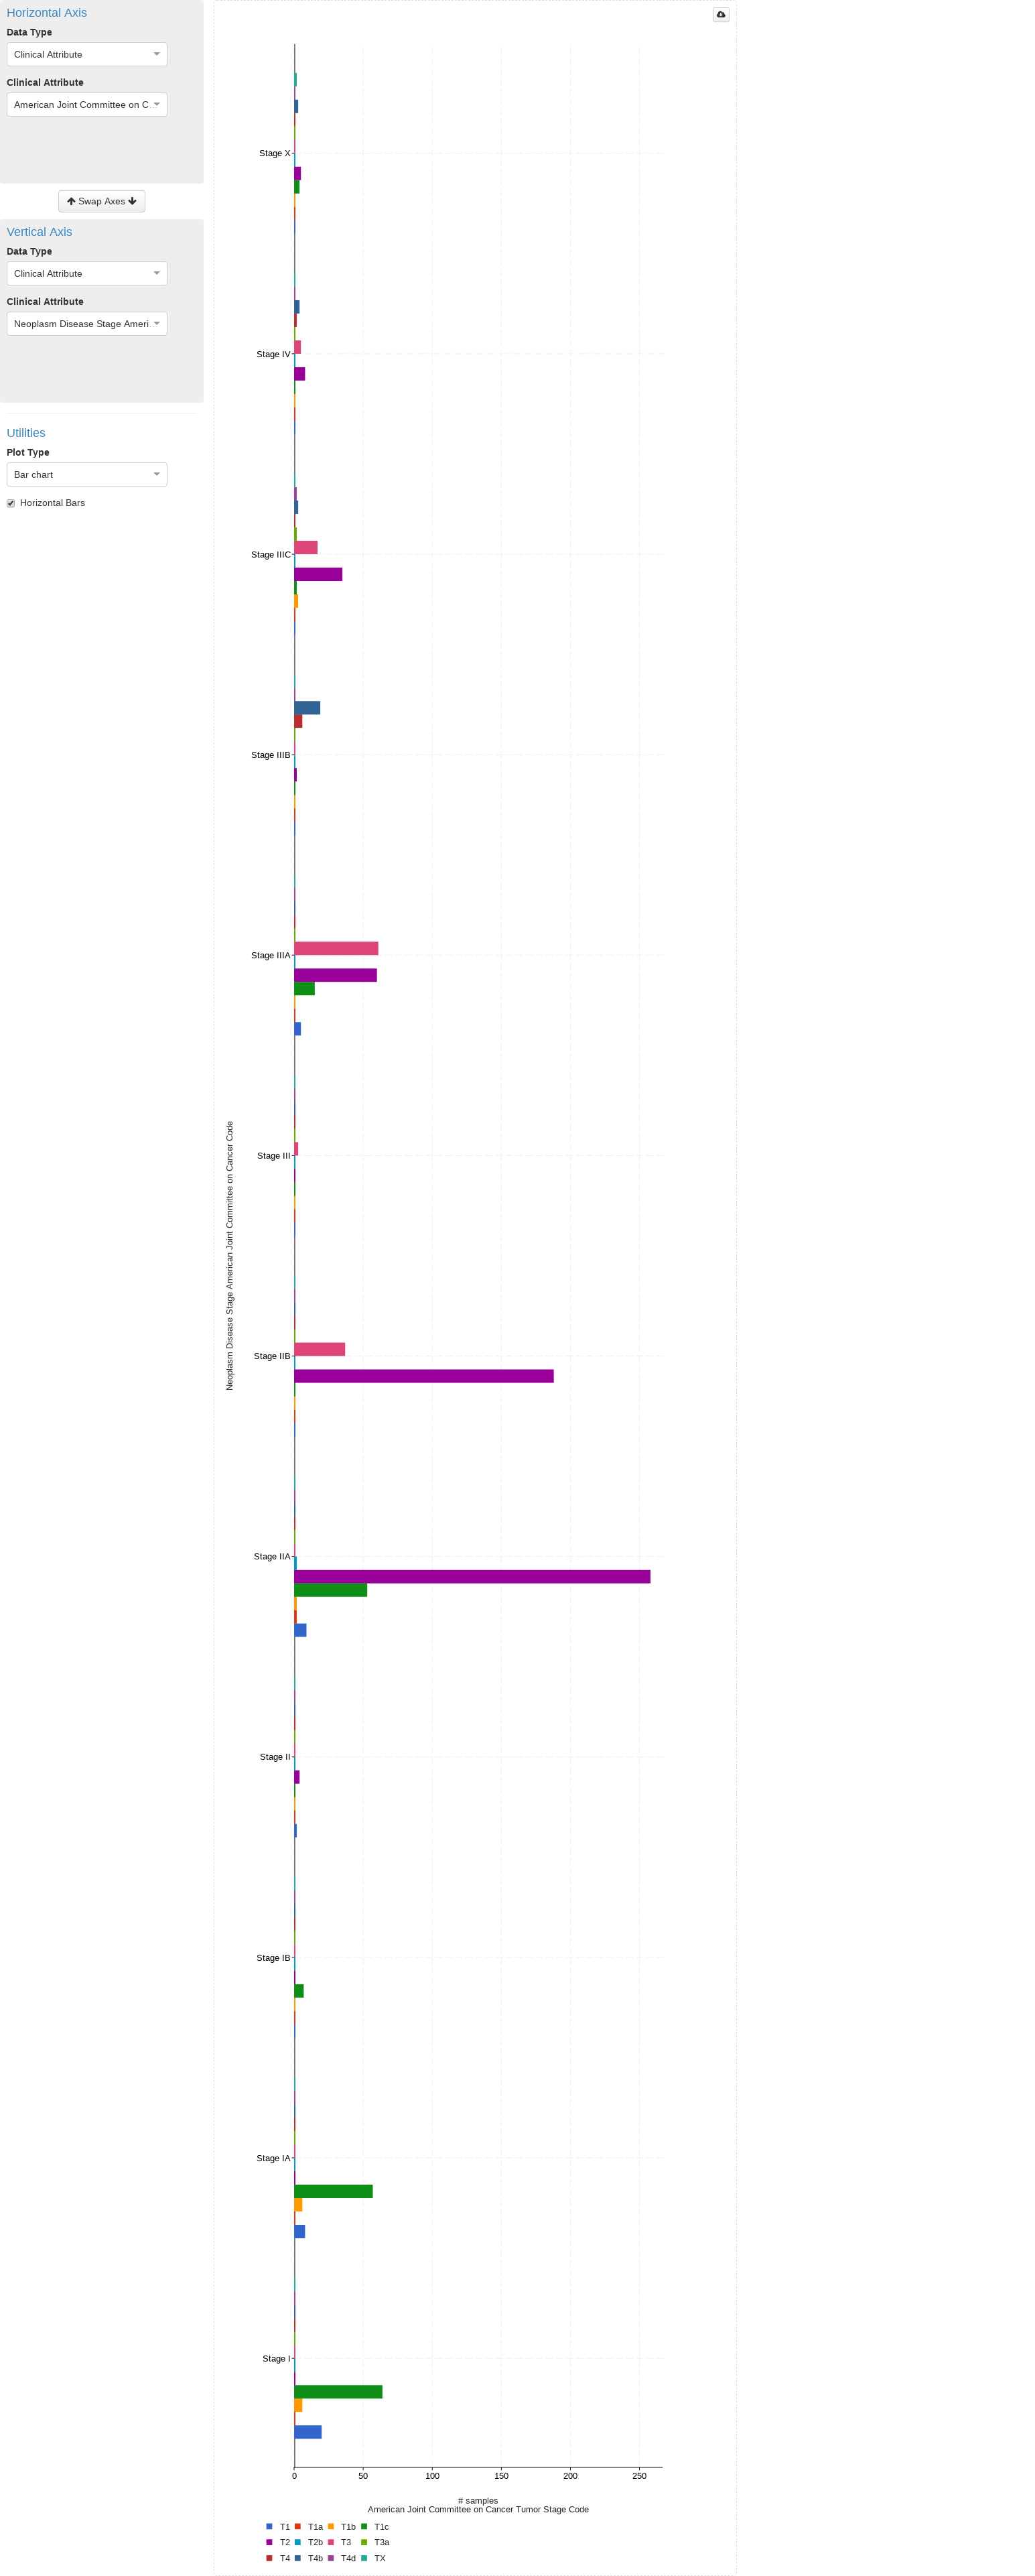 Horizontal Axis
Data Type
Clinical Attribute
Clinical Attribute
American Joint Committee on C...
Swap Axes
Vertical Axis
Data Type
Clinical Attribute
Clinical Attribute
Neoplasm Disease Stage Ameri...
Utilities
Plot Type
Bar chart
Horizontal Bars
Neoplasm Disease Stage American Joint Committee on Cancer Code
Stage X
Stage IV
Stage IIIC
Stage IIIB
Stage IIIA
Stage III
Stage IIB
Stage IIA
Stage II
Stage IB
Stage IA
Stage I
0 50 100 150 200 250
# samples
American Joint Committee on Cancer Tumor Stage Code
T1 T1a T1b T1c
T2 T2b T3 T3a
T4 T4b T4d TX